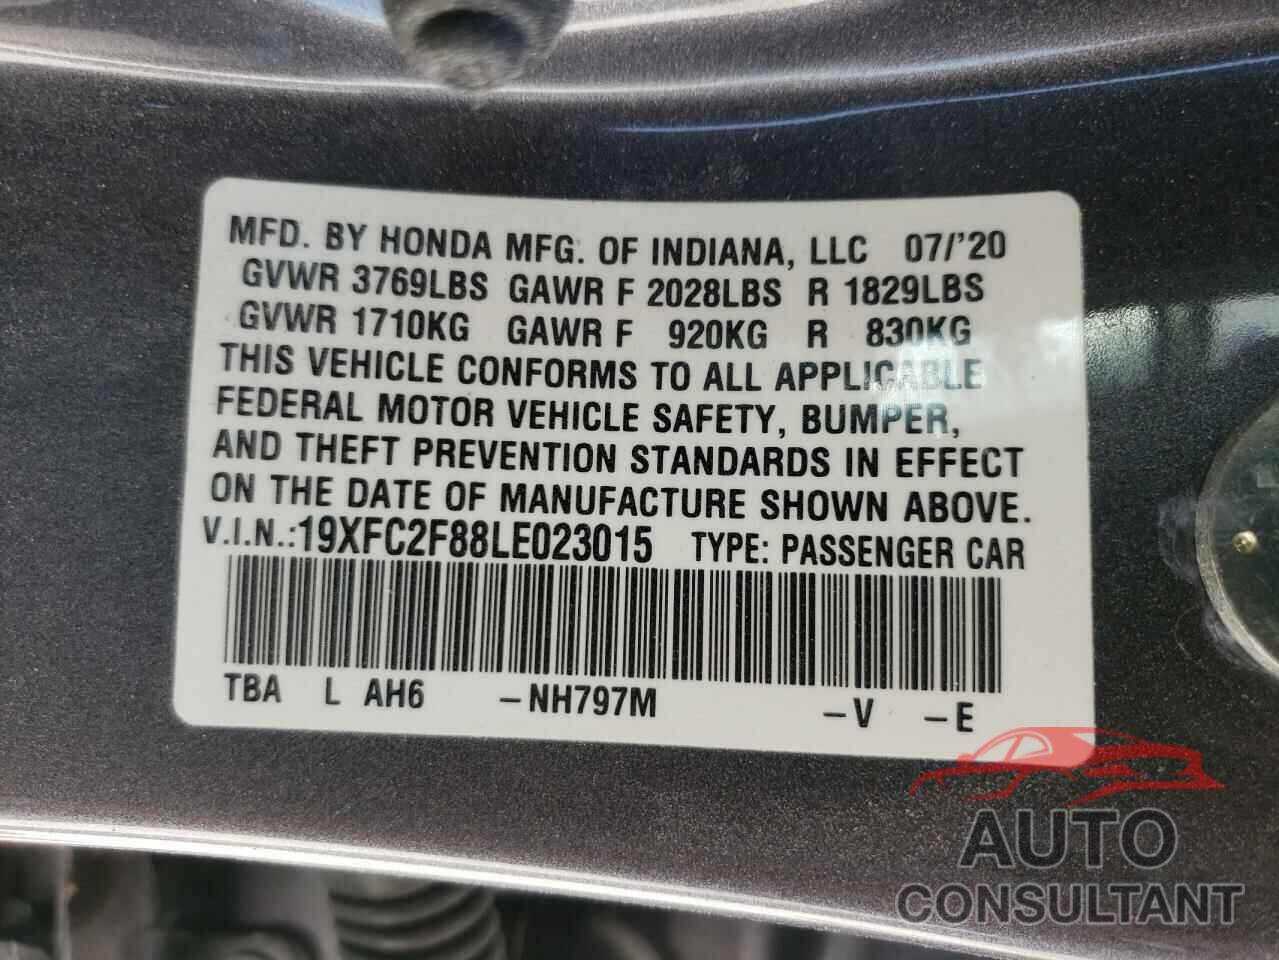 MFD. BY HONDA MFG. OF INDIANA, LLC 07/'20
GVWR 3769LBS GAWR F 2028LBS R 1829LBS
GVWR 1710KG GAWR F 920KG R 830KG
THIS VEHICLE CONFORMS TO ALL APPLICABLE
FEDERAL MOTOR VEHICLE SAFETY, BUMPER,
AND THEFT PREVENTION STANDARDS IN EFFECT
ON THE DATE OF MANUFACTURE SHOWN ABOVE.
V.I.N.:19XFC2F88LE023015 TYPE: PASSENGER CAR
TBA L AH6 -NH797M -V -E
AUTO
CONSULTANT